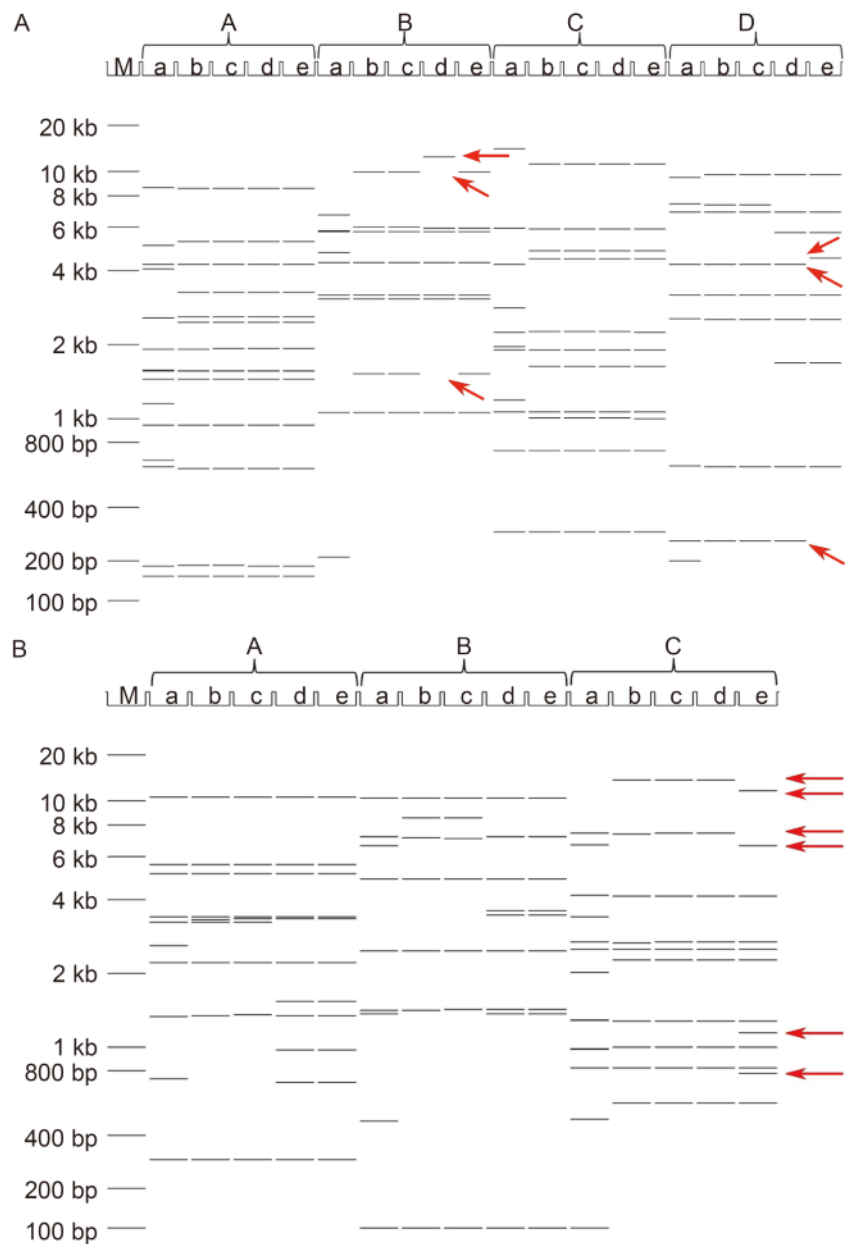 A
A B C D
M a b c d e a b c d e a b c d e a b c d e
20 kb
10 kb
8 kb
6 kb
4 kb
2 kb
1 kb
800 bp
400 bp
200 bp
100 bp
B
A B C
M a b c d e a b c d e a b c d e
20 kb
10 kb
8 kb
6 kb
4 kb
2 kb
1 kb
800 bp
400 bp
200 bp
100 bp